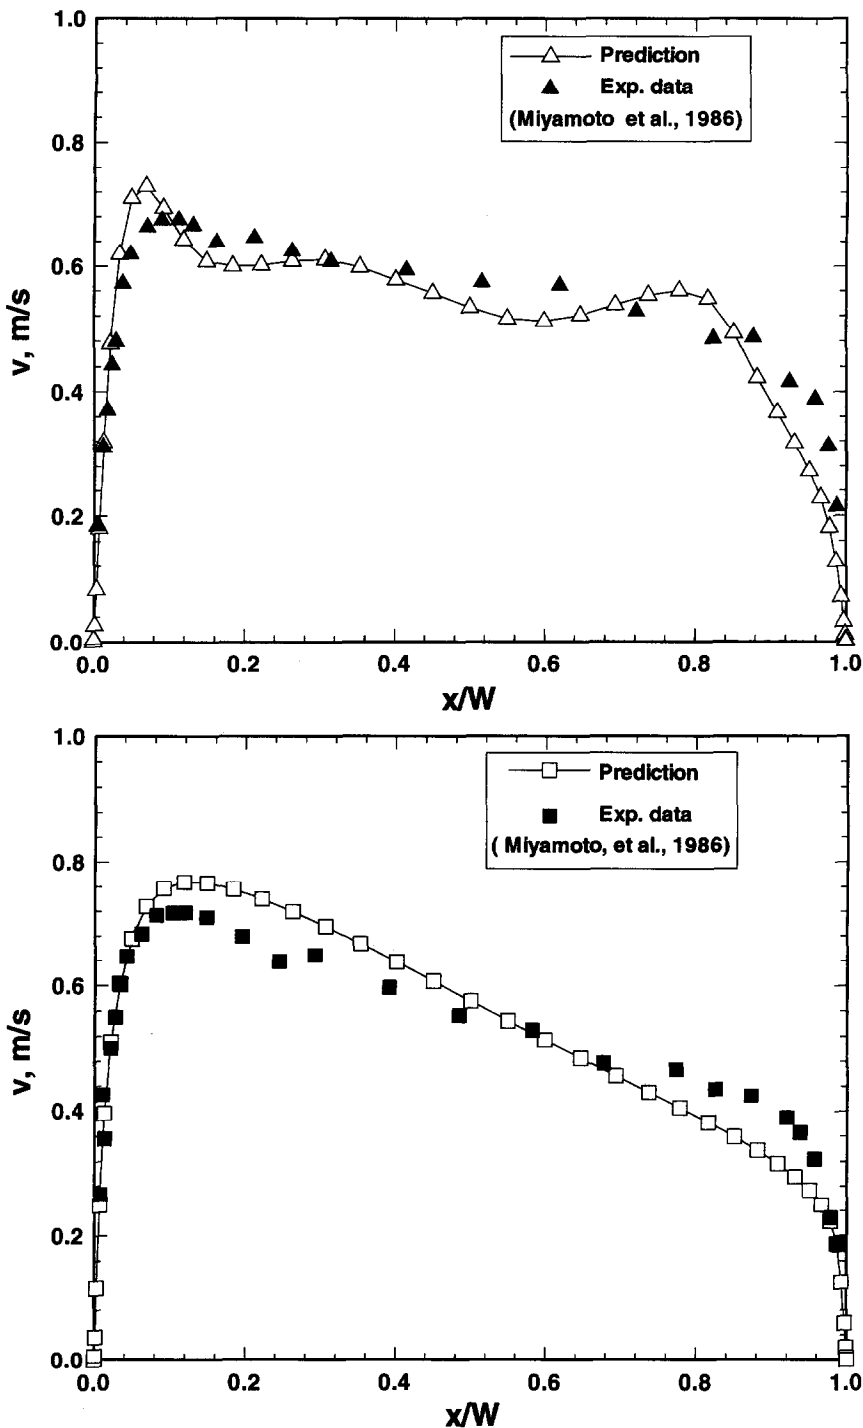 1.0
Prediction
Exp. data
(Miyamoto et al., 1986)
0.8
0.6
v, m/s
0.4
0.2
0.0
0.0 0.2 0.4 0.6 0.8 1.0
x/W
1.0
Prediction
Exp. data
( Miyamoto, et al., 1986)
0.8
0.6
v, m/s
0.4
0.2
0.0
0.0 0.2 0.4 0.6 0.8 1.0
x/W